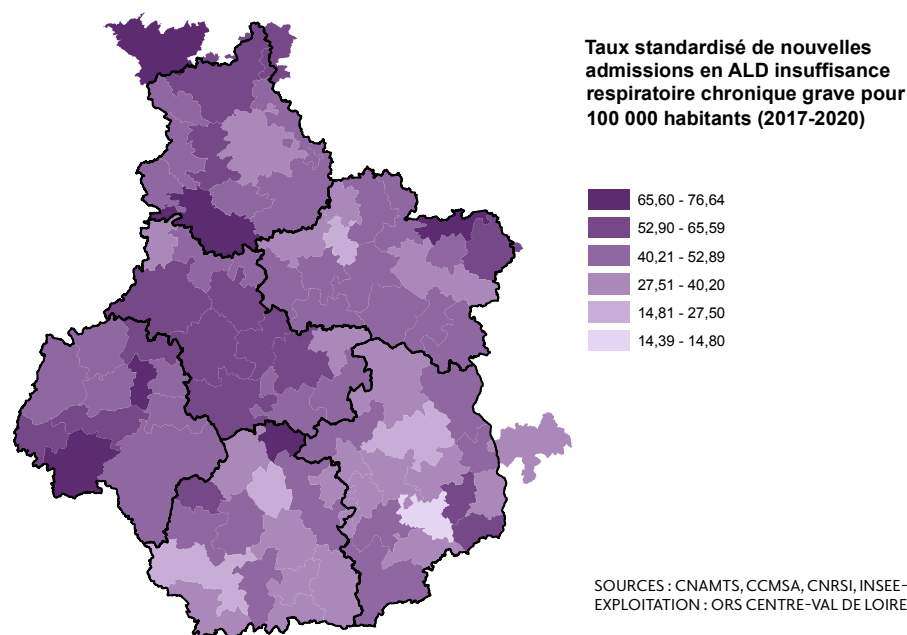 Taux standardisé de nouvelles
admissions en ALD insuffisance
respiratoire chronique grave pour
100 000 habitants (2017-2020)
65,60 - 76,64
52,90 - 65,59
40,21 - 52,89
27,51 - 40,20
14,81 - 27,50
14,39 - 14,80
SOURCES : CNAMTS, CCMSA, CNRSI, INSEE-
EXPLOITATION : ORS CENTRE-VAL DE LOIRE